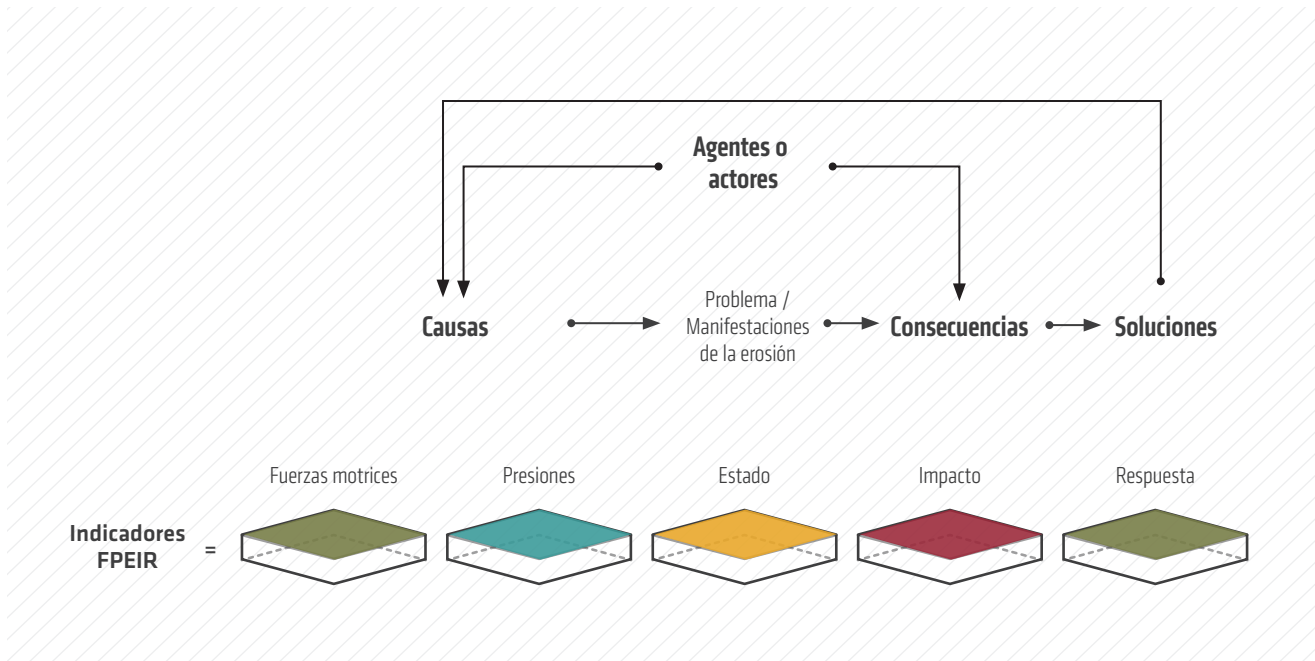 Agentes o
actores
Causas
Problema /
Manifestaciones
de la erosión
Consecuencias
Soluciones
Fuerzas motrices
Presiones
Estado
Impacto
Respuesta
Indicadores
FPEIR
=